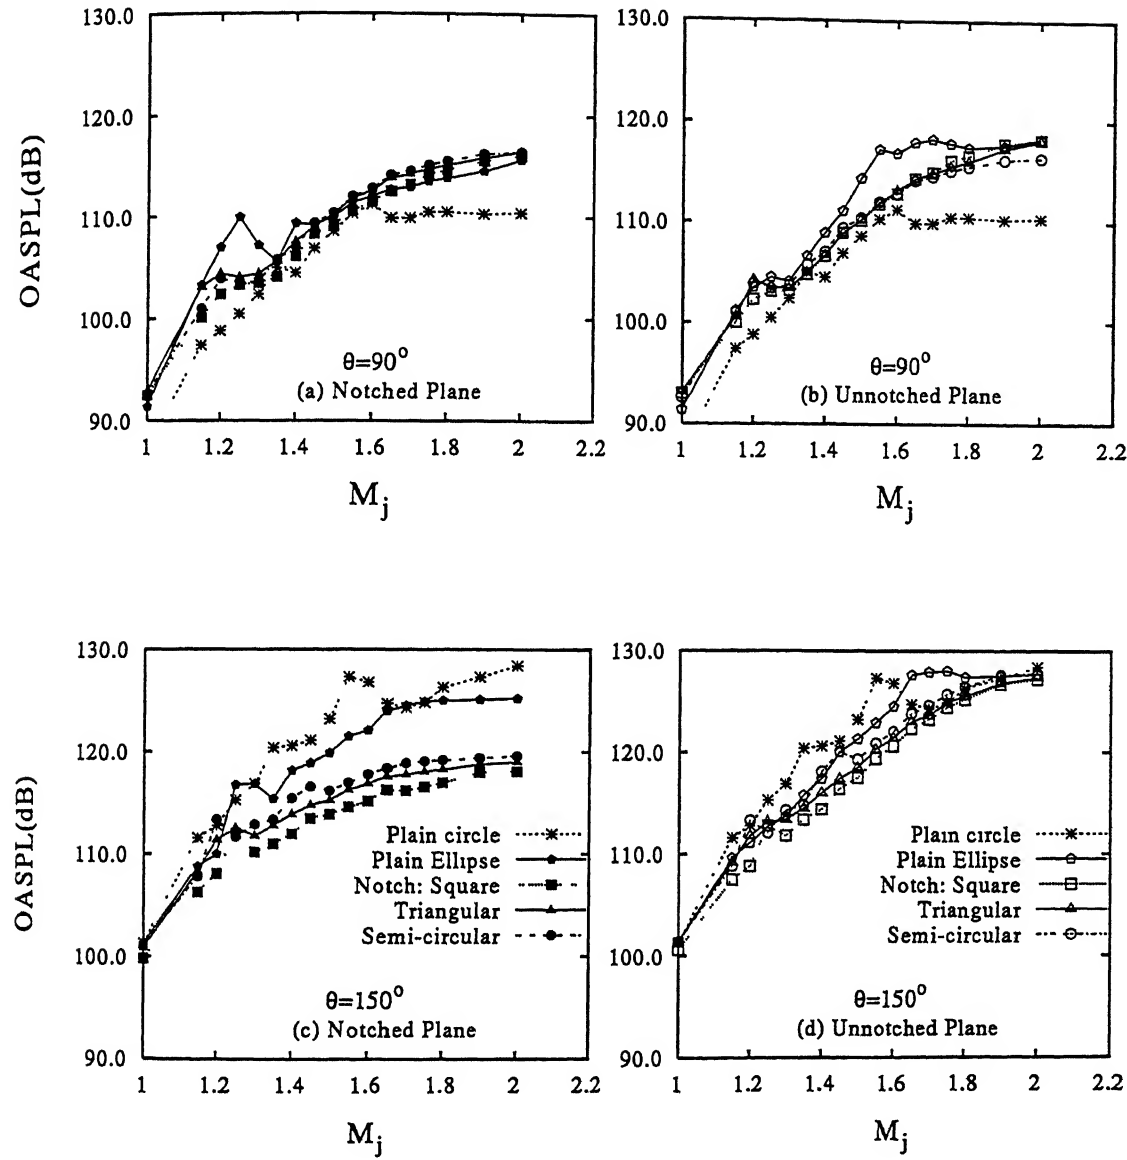 130.0
120.0
110.0
100.0
90.0
OASPL(dB)
θ=90°
(a) Notched Plane
1 1.2 1.4 1.6 1.8 2 2.2
Mj
130.0
120.0
110.0
100.0
90.0
θ=90°
(b) Unnotched Plane
1 1.2 1.4 1.6 1.8 2 2.2
Mj
130.0
120.0
110.0
100.0
90.0
OASPL(dB)
Plain circle
Plain Ellipse
Notch: Square
Triangular
Semi-circular
θ=150°
(c) Notched Plane
1 1.2 1.4 1.6 1.8 2 2.2
Mj
130.0
120.0
110.0
100.0
90.0
Plain circle
Plain Ellipse
Notch: Square
Triangular
Semi-circular
θ=150°
(d) Unnotched Plane
1 1.2 1.4 1.6 1.8 2 2.2
Mj